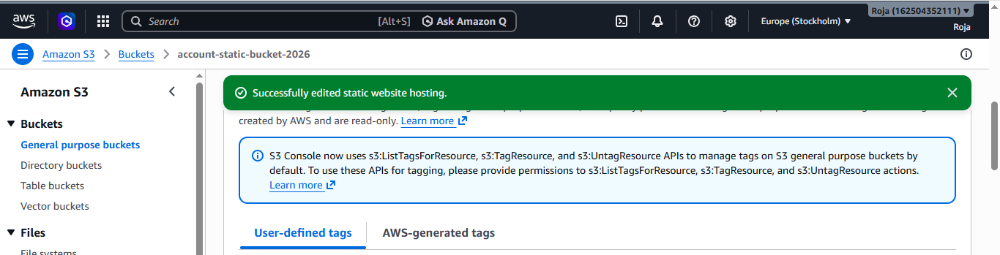 aws
Search [Alt+S] Ask Amazon Q
Europe (Stockholm)
Roja (162504352111)
Roja
Amazon S3 > Buckets > account-static-bucket-2026
Amazon S3
Buckets
General purpose buckets
Directory buckets
Table buckets
Vector buckets
Files
File systems
Successfully edited static website hosting.
created by AWS and are read-only. Learn more
S3 Console now uses s3:ListTagsForResource, s3:TagResource, and s3:UntagResource APIs to manage tags on S3 general purpose buckets by
default. To use these APIs for tagging, please provide permissions to s3:ListTagsForResource, s3:TagResource, and s3:UntagResource actions.
Learn more
User-defined tags
AWS-generated tags